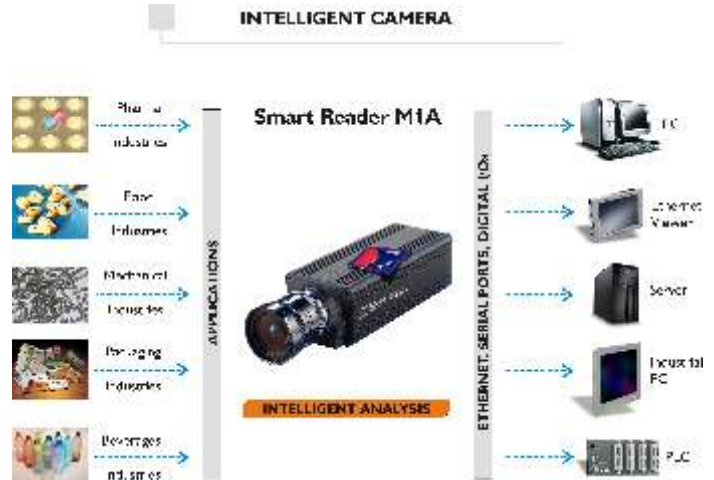 INTELLIGENT CAMERA
Pharma
Industries
Food
Industries
Mechanical
Industries
Packaging
Industries
Beverages
Industries
APPLICATIONS
Smart Reader M1A
INTELLIGENT ANALYSIS
ETHERNET, SERIAL PORTS, DIGITAL I/Os
PC
Ethernet
Viewer
Server
Industrial
PC
PLC